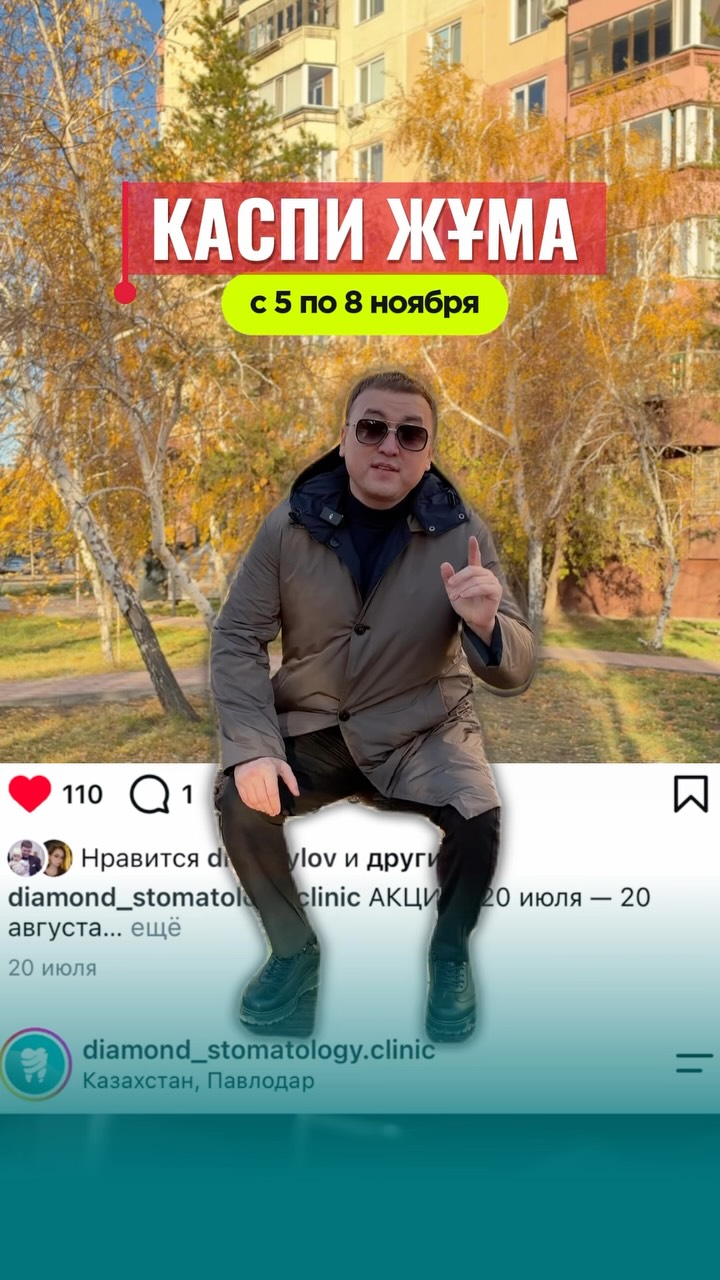 КАСПИ ЖҰМА
с 5 по 8 ноября
110 1
Нравится ylov и
diamond_stomatol clinic 20 июля — 20
августа... ещё
20 июля
diamond_stomatology.clinic
Казахстан, Павлодар